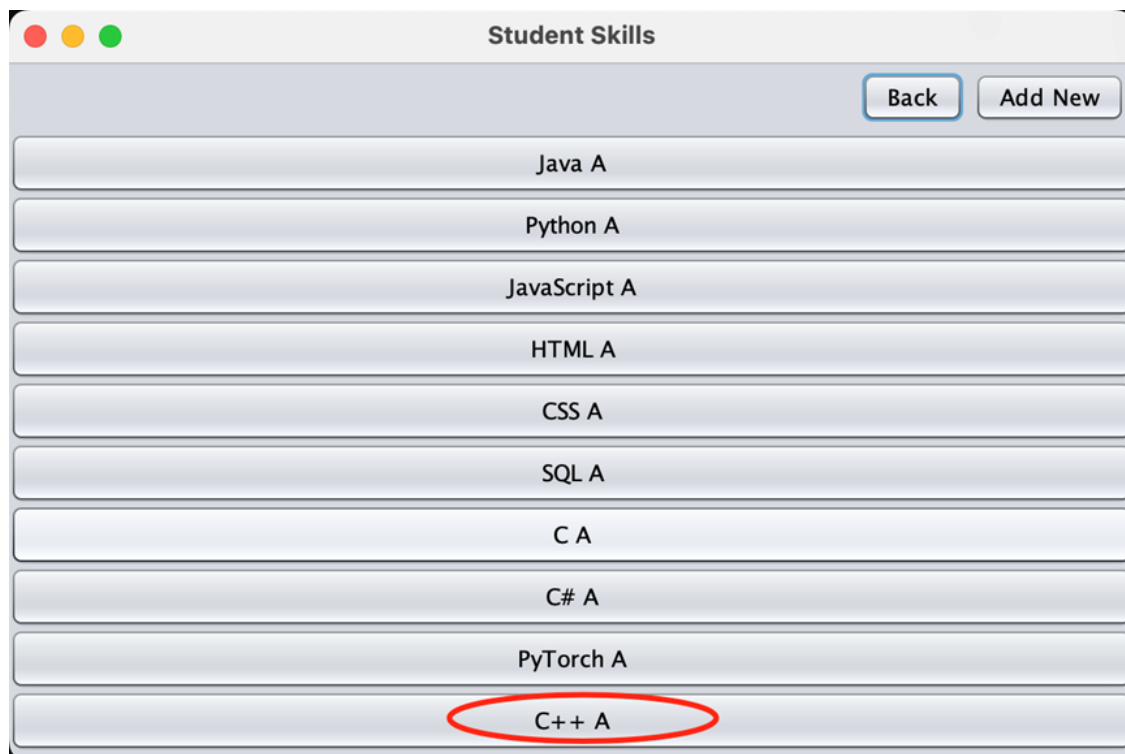 Student Skills
Back Add New
Java A
Python A
JavaScript A
HTML A
CSS A
SQL A
C A
C# A
PyTorch A
C++ A